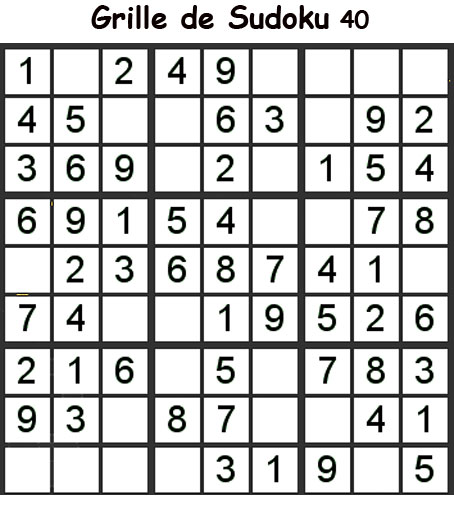 Grille de Sudoku 40
1 2 4 9
4 5 6 3 9 2
3 6 9 2 1 5 4
6 9 1 5 4 7 8
2 3 6 8 7 4 1
7 4 1 9 5 2 6
2 1 6 5 7 8 3
9 3 8 7 4 1
3 1 9 5